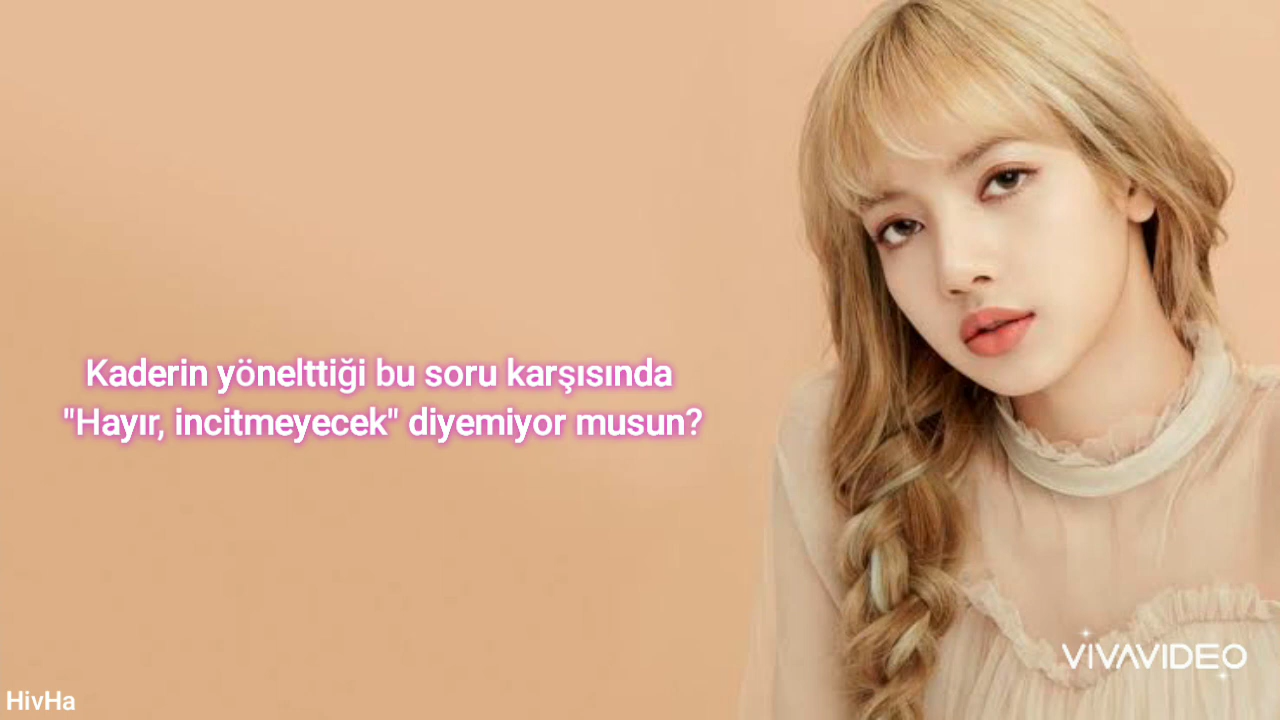 Kaderin yönelttiği bu soru karşısında
"Hayır, incitmeyecek" diyemiyor musun?
VIVAVIDEO
HivHa